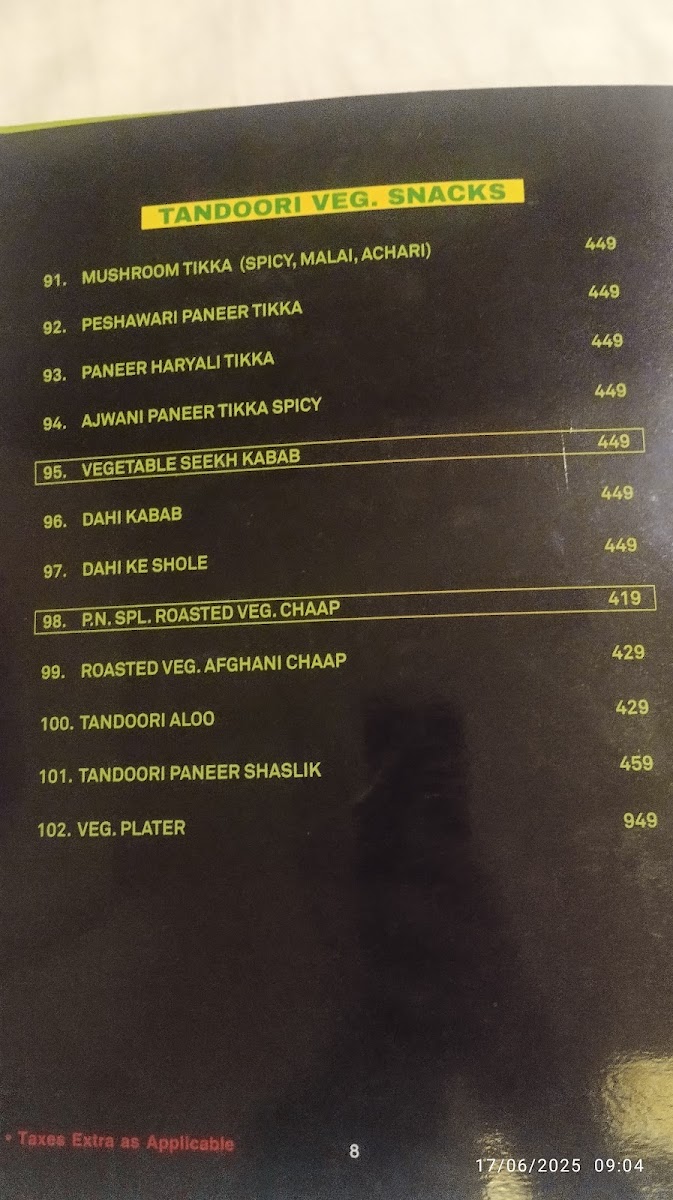 TANDOORI VEG. SNACKS
91. MUSHROOM TIKKA (SPICY, MALAI, ACHARI) 449
92. PESHAWARI PANEER TIKKA 449
93. PANEER HARYALI TIKKA 449
94. AJWANI PANEER TIKKA SPICY 449
95. VEGETABLE SEEKH KABAB 449
96. DAHI KABAB 449
97. DAHI KE SHOLE 449
98. P.N. SPL. ROASTED VEG. CHAAP 419
99. ROASTED VEG. AFGHANI CHAAP 429
100. TANDOORI ALOO 429
101. TANDOORI PANEER SHASLIK 459
102. VEG. PLATER 949
• Taxes Extra as Applicable
8
17/06/2025 09:04